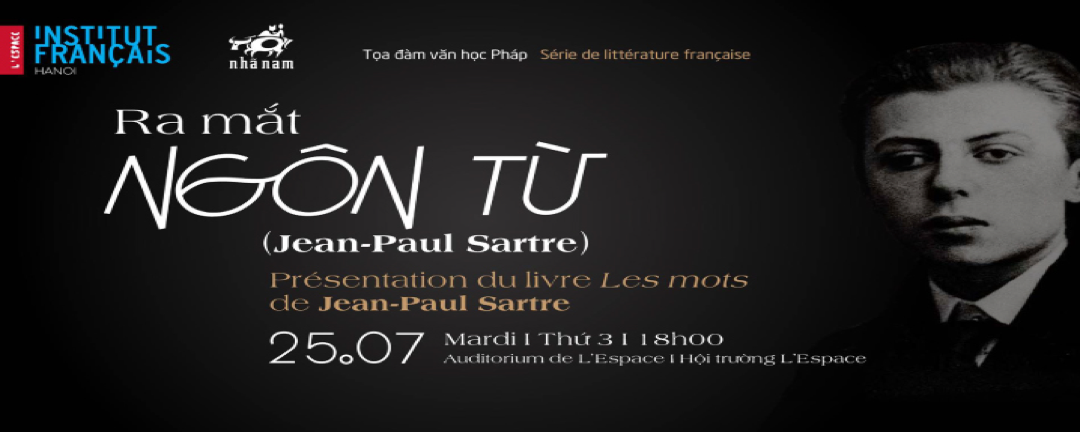 L'ESPACE
INSTITUT
FRANÇAIS
HANOI
nhã nam
Tọa đàm văn học Pháp Série de littérature française
Ra mắt
NGÔN TỪ
(Jean-Paul Sartre)
Présentation du livre Les mots
de Jean-Paul Sartre
25.07
Mardi I Thứ 3 I 18h00
Auditorium de L'Espace I Hội trường L'Espace